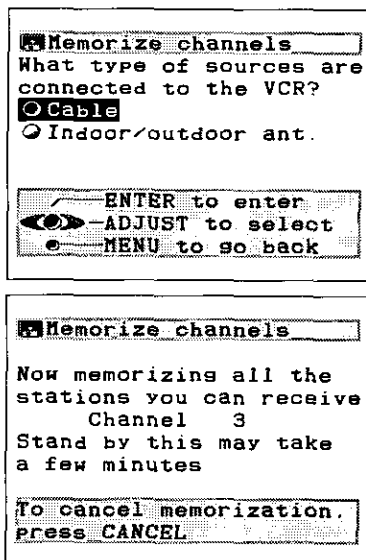 Memorize channels
What type of sources are
connected to the VCR?
Cable
Indoor/outdoor ant.
ENTER to enter
ADJUST to select
MENU to go back
Memorize channels
Now memorizing all the
stations you can receive
Channel 3
Stand by this may take
a few minutes
To cancel memorization,
press CANCEL